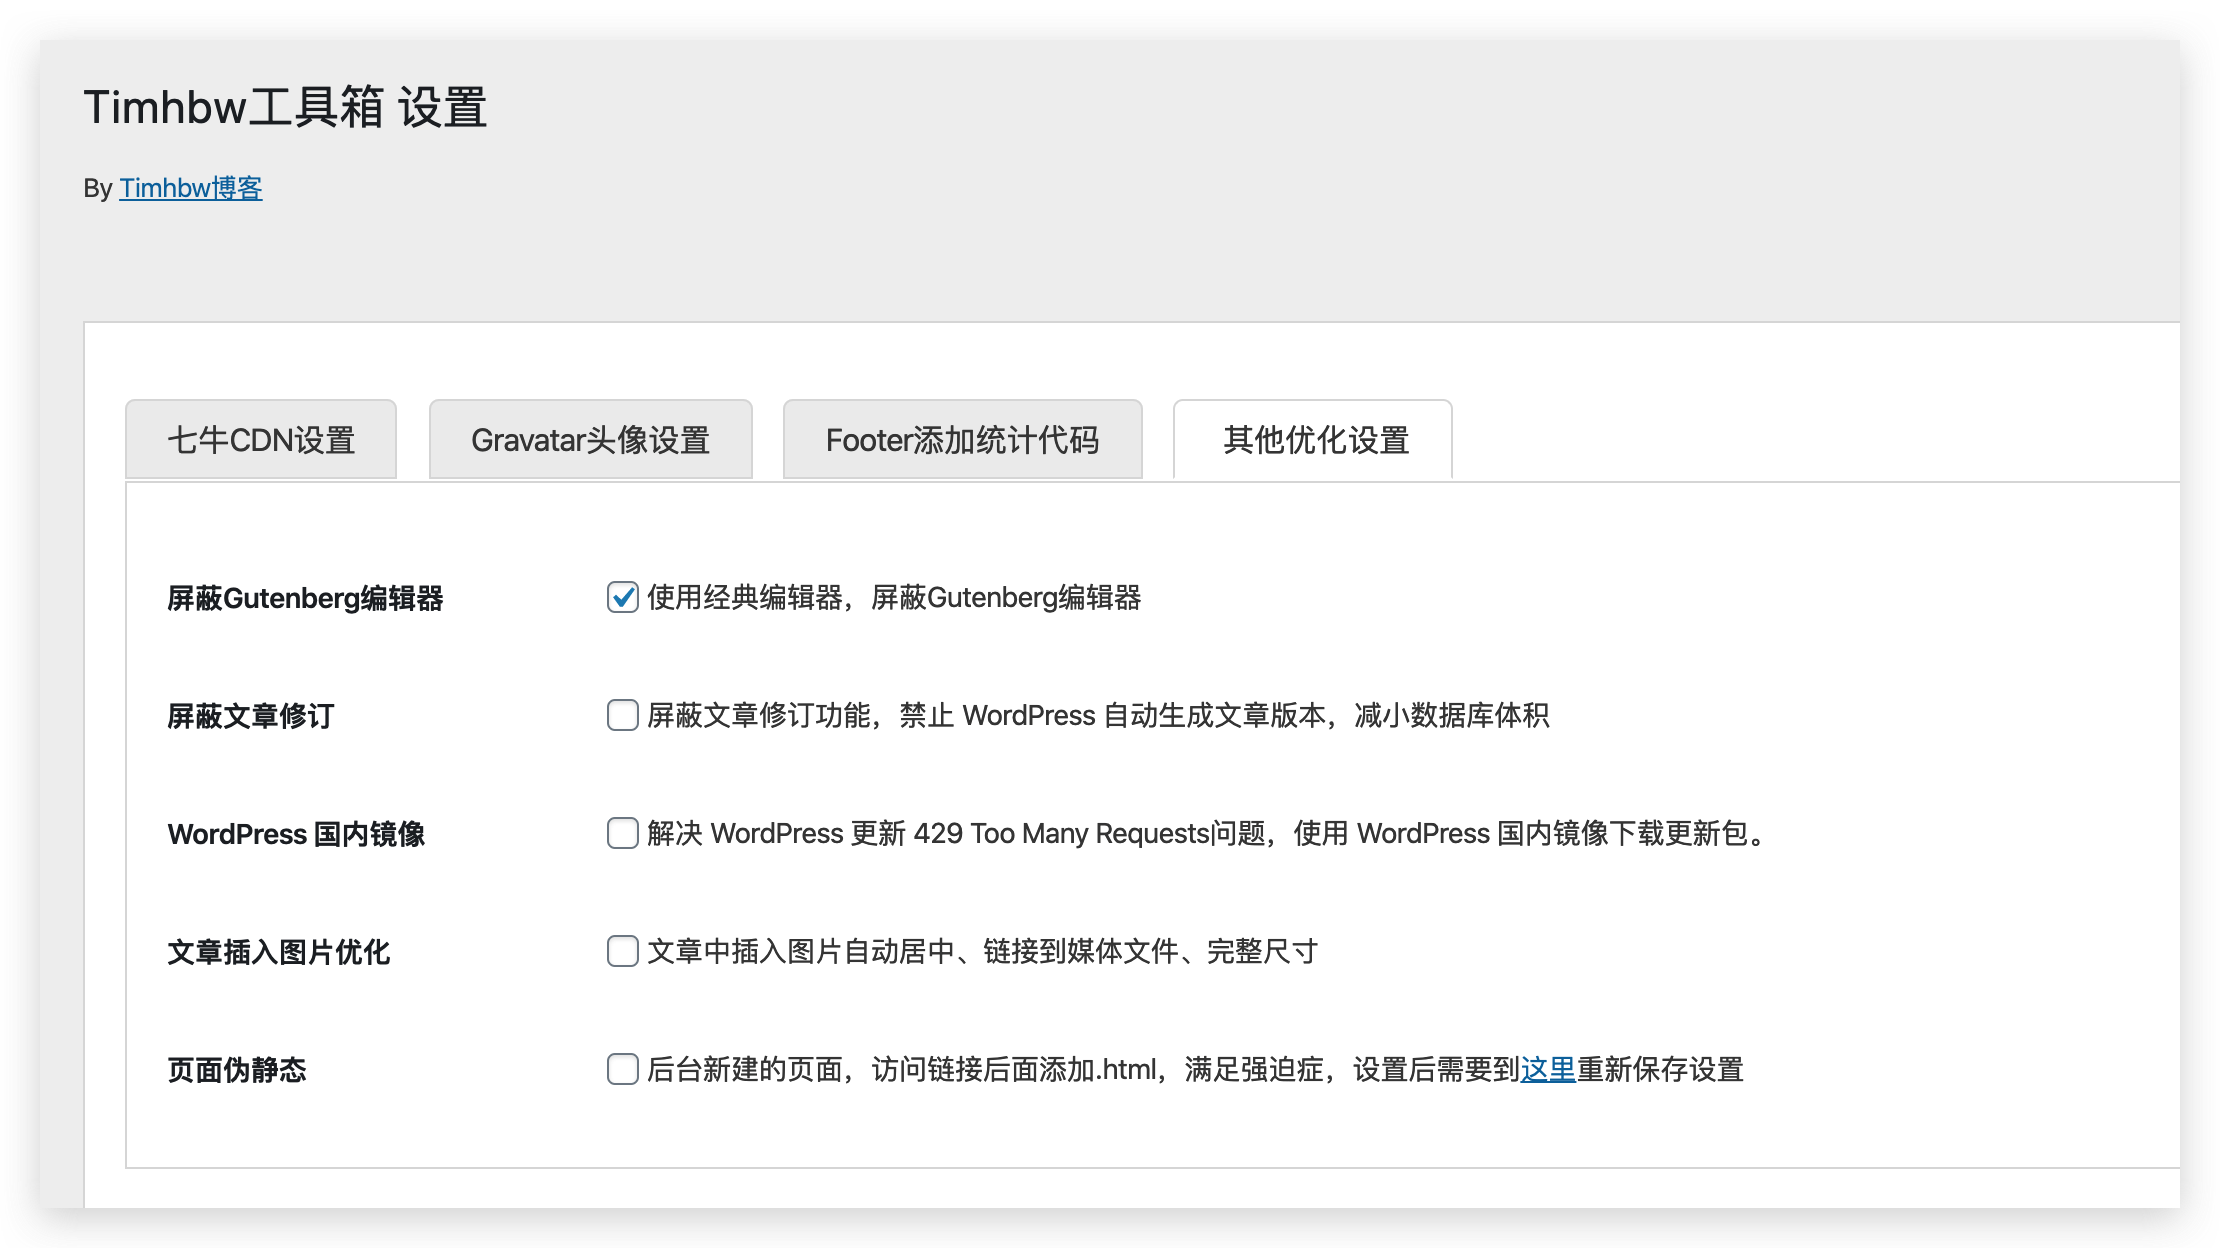 Timhbw工具箱 设置
By Timhbw博客
七牛CDN设置 Gravatar头像设置 Footer添加统计代码 其他优化设置
屏蔽Gutenberg编辑器 使用经典编辑器，屏蔽Gutenberg编辑器
屏蔽文章修订 屏蔽文章修订功能，禁止 WordPress 自动生成文章版本，减小数据库体积
WordPress 国内镜像 解决 WordPress 更新 429 Too Many Requests问题，使用 WordPress 国内镜像下载更新包。
文章插入图片优化 文章中插入图片自动居中、链接到媒体文件、完整尺寸
页面伪静态 后台新建的页面，访问链接后面添加.html，满足强迫症，设置后需要到这里重新保存设置